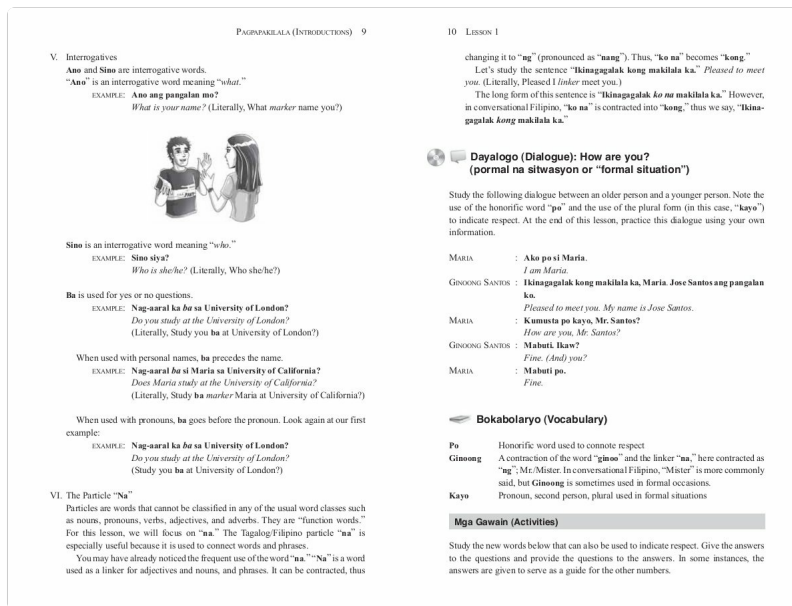 PAGPAPAKILALA (INTRODUCTIONS) 9
V. Interrogatives
Ano and Sino are interrogative words.
“Ano” is an interrogative word meaning “what.”
EXAMPLE: Ano ang pangalan mo?
What is your name? (Literally, What marker name you?)
Sino is an interrogative word meaning “who.”
EXAMPLE: Sino siya?
Who is she/he? (Literally, Who she/he?)
Ba is used for yes or no questions.
EXAMPLE: Nag-aaral ka ba sa University of London?
Do you study at the University of London?
(Literally, Study you ba at University of London?)
When used with personal names, ba precedes the name.
EXAMPLE: Nag-aaral ba si Maria sa University of California?
Does Maria study at the University of California?
(Literally, Study ba marker Maria at University of California?)
When used with pronouns, ba goes before the pronoun. Look again at our first
example:
EXAMPLE: Nag-aaral ka ba sa University of London?
Do you study at the University of London?
(Study you ba at University of London?)
VI. The Particle “Na”
Particles are words that cannot be classified in any of the usual word classes such
as nouns, pronouns, verbs, adjectives, and adverbs. They are “function words.”
For this lesson, we will focus on “na.” The Tagalog/Filipino particle “na” is
especially useful because it is used to connect words and phrases.
You may have already noticed the frequent use of the word “na.” “Na” is a word
used as a linker for adjectives and nouns, and phrases. It can be contracted, thus
10 LESSON 1
changing it to “ng” (pronounced as “nang”). Thus, “ko na” becomes “kong.”
Let’s study the sentence “Ikinagagalak kong makilala ka.” Pleased to meet
you. (Literally, Pleased I linker meet you.)
The long form of this sentence is “Ikinagagalak ko na makilala ka.” However,
in conversational Filipino, “ko na” is contracted into “kong,” thus we say, “Ikina-
gagalak kong makilala ka.”
Dayalogo (Dialogue): How are you?
(pormal na sitwasyon or “formal situation”)
Study the following dialogue between an older person and a younger person. Note the
use of the honorific word “po” and the use of the plural form (in this case, “kayo”)
to indicate respect. At the end of this lesson, practice this dialogue using your own
information.
MARIA : Ako po si Maria.
I am Maria.
GINOONG SANTOS : Ikinagagalak kong makilala ka, Maria. Jose Santos ang pangalan
ko.
Pleased to meet you. My name is Jose Santos.
MARIA : Kumusta po kayo, Mr. Santos?
How are you, Mr. Santos?
GINOONG SANTOS : Mabuti. Ikaw?
Fine. (And) you?
MARIA : Mabuti po.
Fine.
Bokabolaryo (Vocabulary)
Po Honorific word used to connote respect
Ginoong A contraction of the word “ginoo” and the linker “na,” here contracted as
“ng”; Mr./Mister. In conversational Filipino, “Mister” is more commonly
said, but Ginoong is sometimes used in formal occasions.
Kayo Pronoun, second person, plural used in formal situations
Mga Gawain (Activities)
Study the new words below that can also be used to indicate respect. Give the answers
to the questions and provide the questions to the answers. In some instances, the
answers are given to serve as a guide for the other numbers.